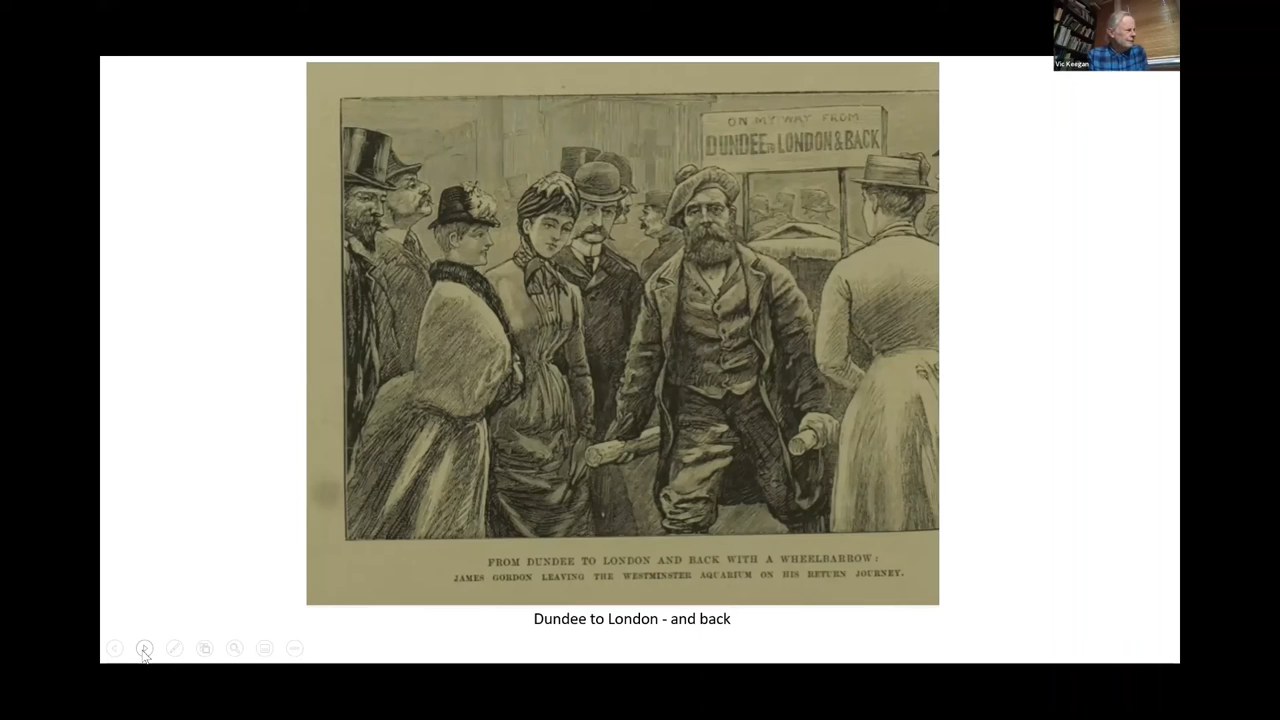 Vic Keegan
ON MY WAY FROM
DUNDEE TO LONDON & BACK
FROM DUNDEE TO LONDON AND BACK WITH A WHEELBARROW:
JAMES GORDON LEAVING THE WESTMINSTER AQUARIUM ON HIS RETURN JOURNEY.
Dundee to London - and back